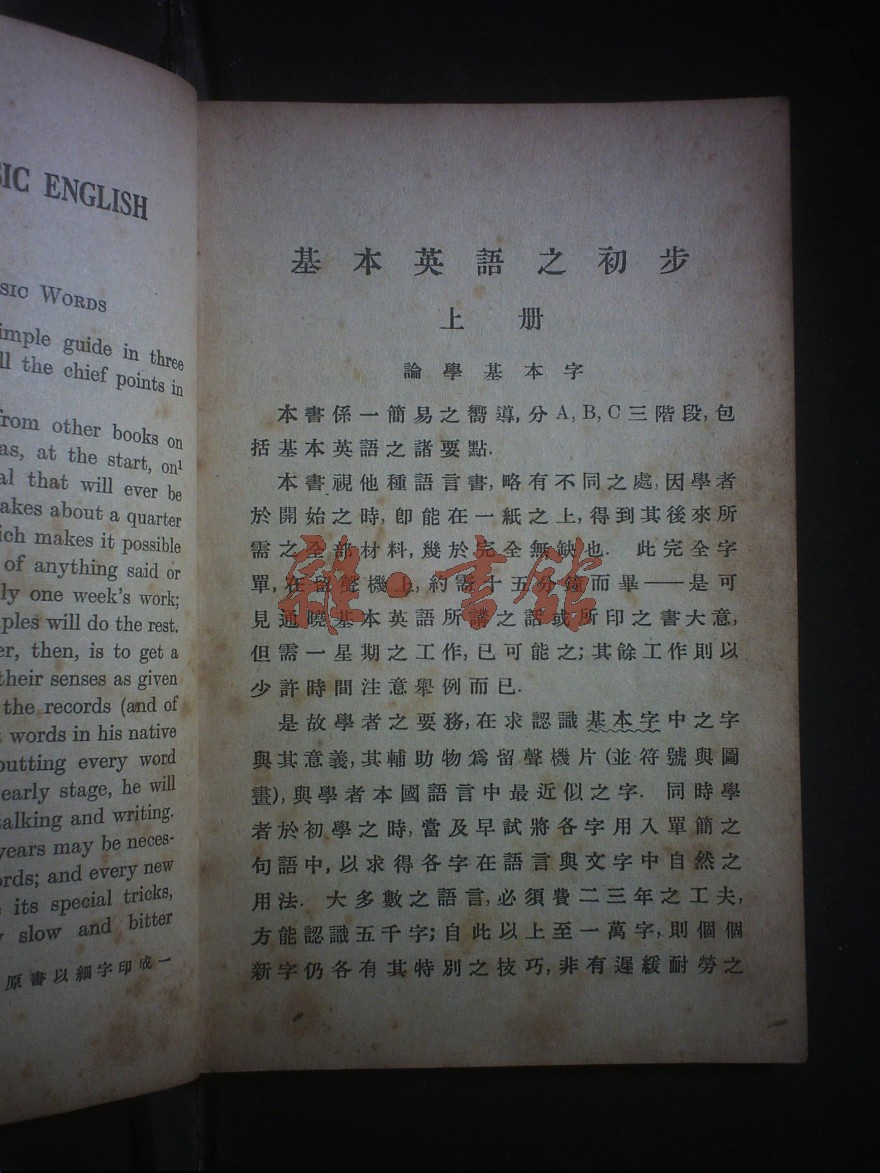 SIC ENGLISH
SIC WORDS
simple guide in three
ll the chief points in
from other books on
as, at the start, on¹
al that will ever be
akes about a quarter
ich makes it possible
of anything said or
ly one week's work;
ples will do the rest.
er, then, is to get a
their senses as given
the records (and of
words in his native
putting every word
early stage, he will
talking and writing.
years may be neces-
ords; and every new
its special tricks,
slow and bitter
原書以細字印成一
基本英語之初步
上册
論學基本字
本書係一簡易之嚮導,分A,B,C三階段,包
括基本英語之諸要點.
本書視他種語言書,略有不同之處,因學者
於開始之時,卽能在一紙之上,得到其後來所
需之全部材料,幾於完全無缺也. 此完全字
單,在留聲機上,約需十五分鐘而畢——是可
見通曉基本英語所講之話或所印之書大意,
但需一星期之工作,已可能之;其餘工作則以
少許時間注意舉例而已.
是故學者之要務,在求認識基本字中之字
與其意義,其輔助物爲留聲機片(並符號與圖
畫),與學者本國語言中最近似之字. 同時學
者於初學之時,當及早試將各字用入單簡之
句語中,以求得各字在語言與文字中自然之
用法. 大多數之語言,必須費二三年之工夫,
方能認識五千字;自此以上至一萬字,則個個
新字仍各有其特別之技巧,非有遲緩耐勞之
雜·書館